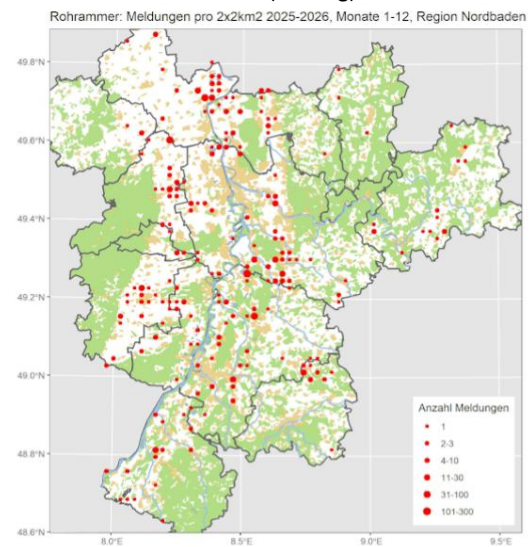 Rohrammer: Meldungen pro 2x2km2 2025-2026, Monate 1-12, Region Nordbaden
49.8°N
49.6°N
49.4°N
49.2°N
49.0°N
48.8°N
48.6°N
Anzahl Meldungen
1
2-3
4-10
11-30
31-100
101-300
8.0°E
8.5°E
9.0°E
9.5°E